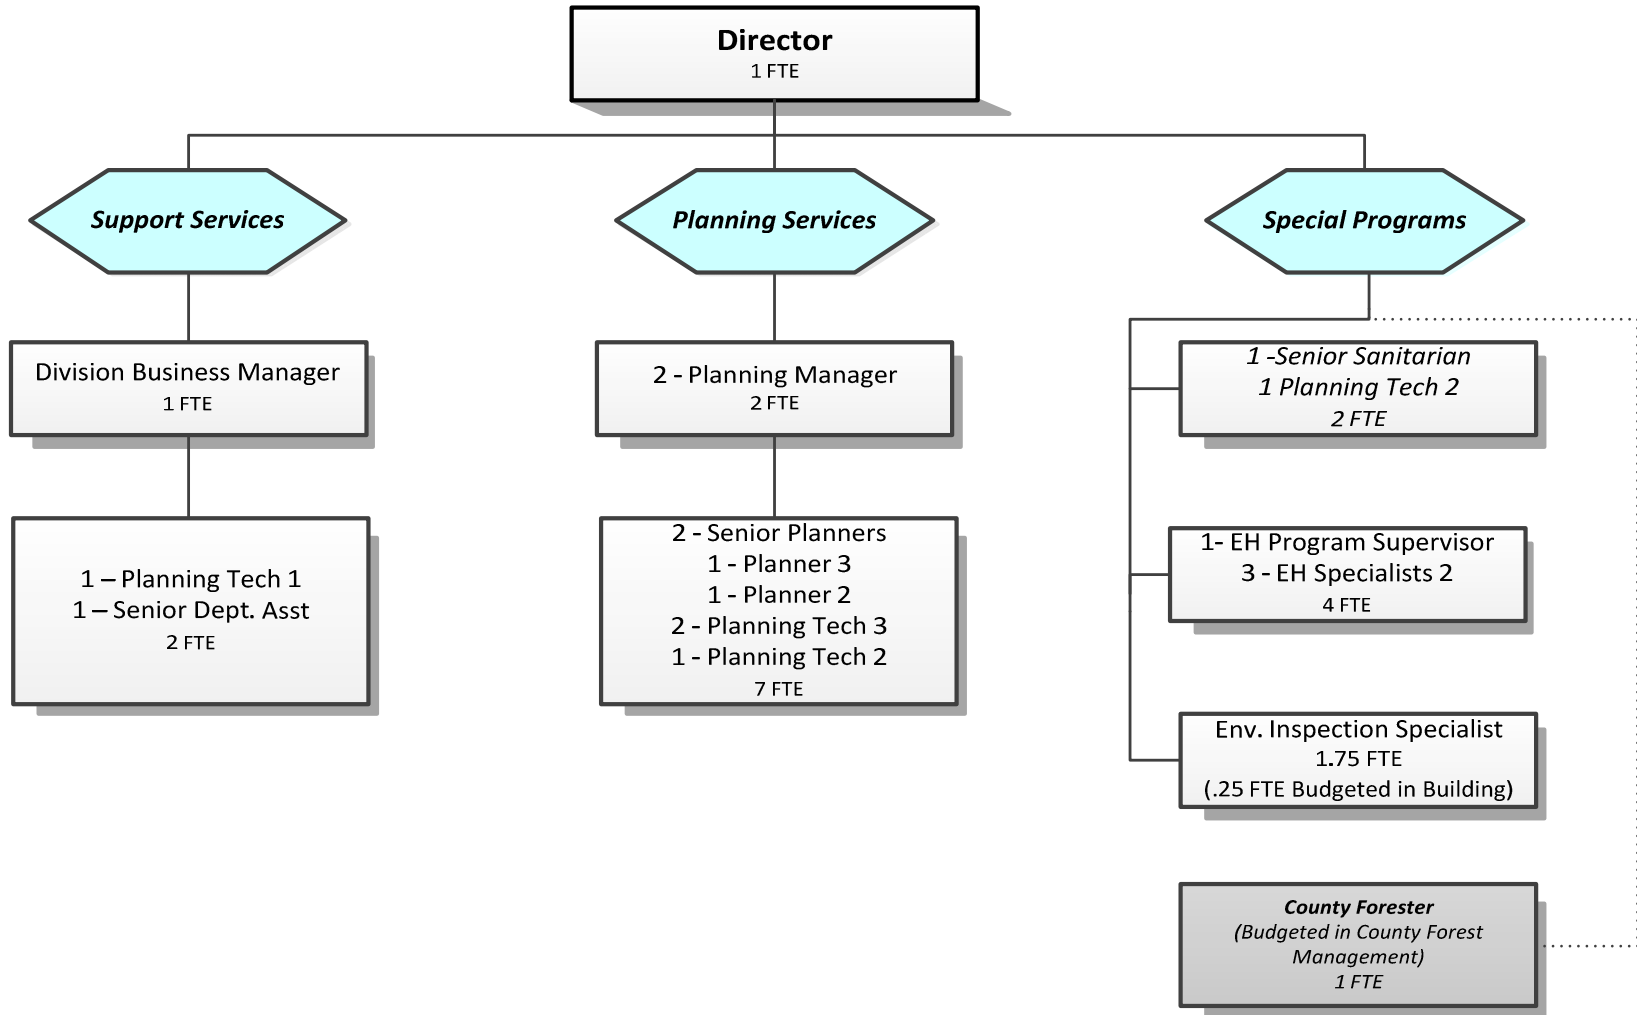 Director
1 FTE
Support Services
Planning Services
Special Programs
Division Business Manager
1 FTE
2 - Planning Manager
2 FTE
1 -Senior Sanitarian
1 Planning Tech 2
2 FTE
1 – Planning Tech 1
1 – Senior Dept. Asst
2 FTE
2 - Senior Planners
1 - Planner 3
1 - Planner 2
2 - Planning Tech 3
1 - Planning Tech 2
7 FTE
1- EH Program Supervisor
3 - EH Specialists 2
4 FTE
Env. Inspection Specialist
1.75 FTE
(.25 FTE Budgeted in Building)
County Forester
(Budgeted in County Forest
Management)
1 FTE